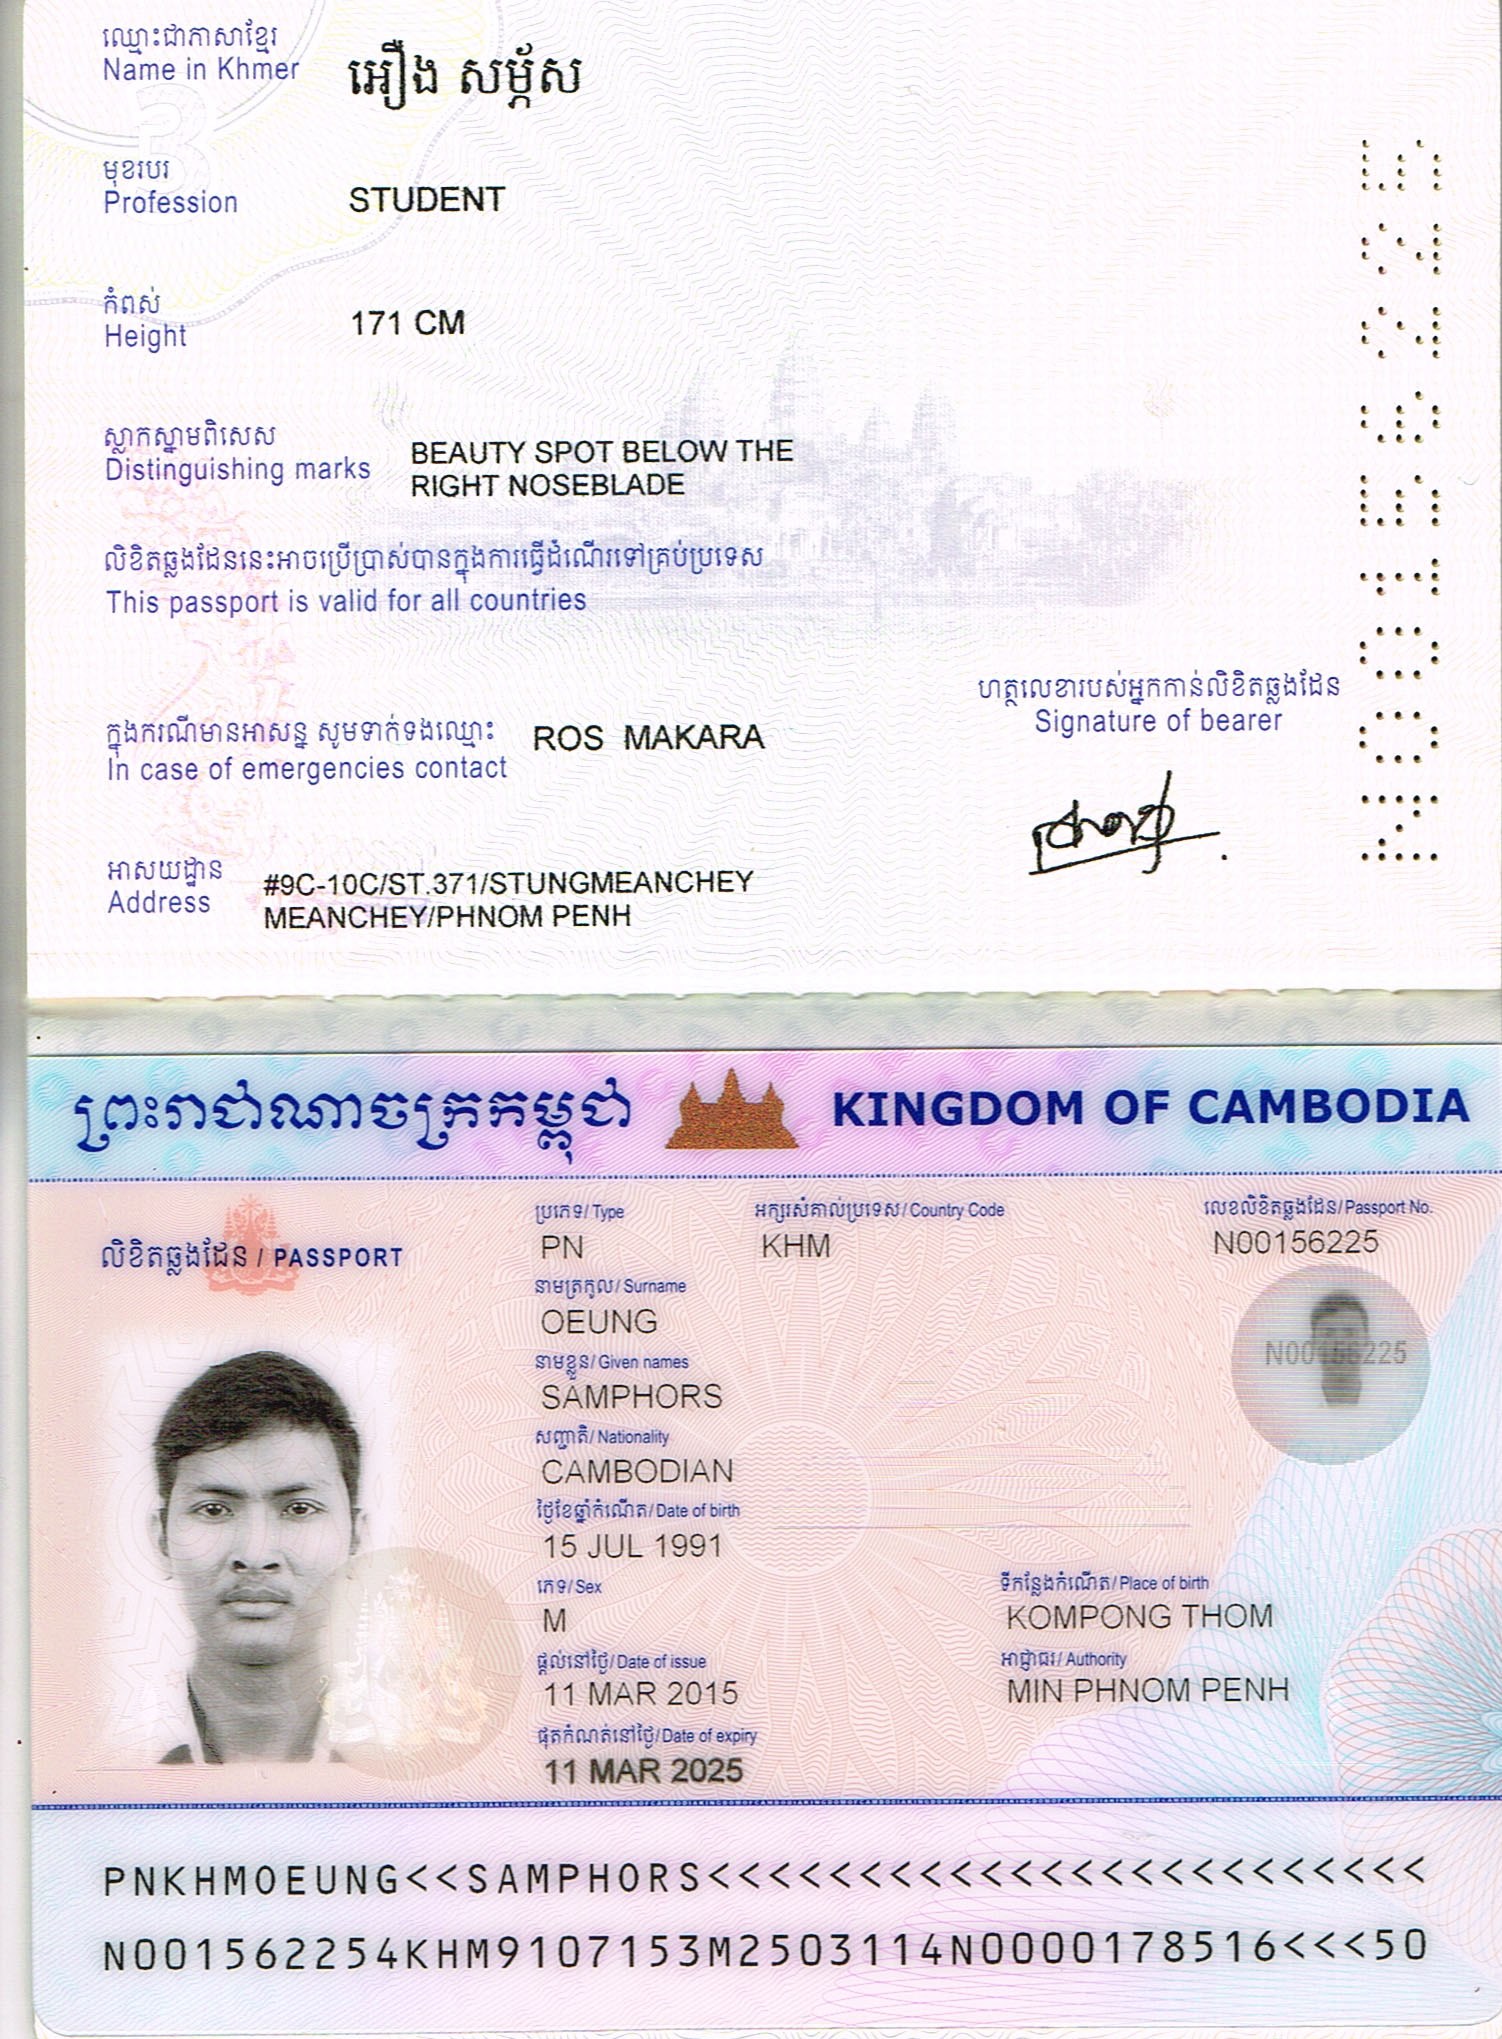 ឈ្មោះជាភាសាខ្មែរ
Name in Khmer
អឿង សម្ភ័ស
មុខរបរ
Profession
STUDENT
កំពស់
Height
171 CM
ស្លាកស្នាមពិសេស
Distinguishing marks
BEAUTY SPOT BELOW THE
RIGHT NOSEBLADE
លិខិតឆ្លងដែននេះអាចប្រើប្រាស់បានក្នុងការធ្វើដំណើរទៅគ្រប់ប្រទេស
This passport is valid for all countries
ក្នុងករណីមានអាសន្ន សូមទាក់ទងឈ្មោះ
In case of emergencies contact
ROS MAKARA
ហត្ថលេខារបស់អ្នកកាន់លិខិតឆ្លងដែន
Signature of bearer
អាសយដ្ឋាន
Address
#9C-10C/ST.371/STUNGMEANCHEY
MEANCHEY/PHNOM PENH
N00156225
ព្រះរាជាណាចក្រកម្ពុជា
KINGDOM OF CAMBODIA
លិខិតឆ្លងដែន / PASSPORT
ប្រភេទ/ Type
PN
អក្សរសំគាល់ប្រទេស/ Country Code
KHM
លេខលិខិតឆ្លងដែន/ Passport No.
N00156225
N00156225
នាមត្រកូល/ Surname
OEUNG
នាមខ្លួន/ Given names
SAMPHORS
សញ្ជាតិ/ Nationality
CAMBODIAN
ថ្ងៃខែឆ្នាំកំណើត/ Date of birth
15 JUL 1991
ភេទ/ Sex
M
ទីកន្លែងកំណើត/ Place of birth
KOMPONG THOM
ផ្តល់នៅថ្ងៃ/ Date of issue
11 MAR 2015
អាជ្ញាធរ/ Authority
MIN PHNOM PENH
ផុតកំណត់នៅថ្ងៃ/ Date of expiry
11 MAR 2025
PNKHMOEUNG<<SAMPHORS<<<<<<<<<<<<<<<<<<<<<<<<
N001562254KHM9107153M2503114N0000178516<<<50